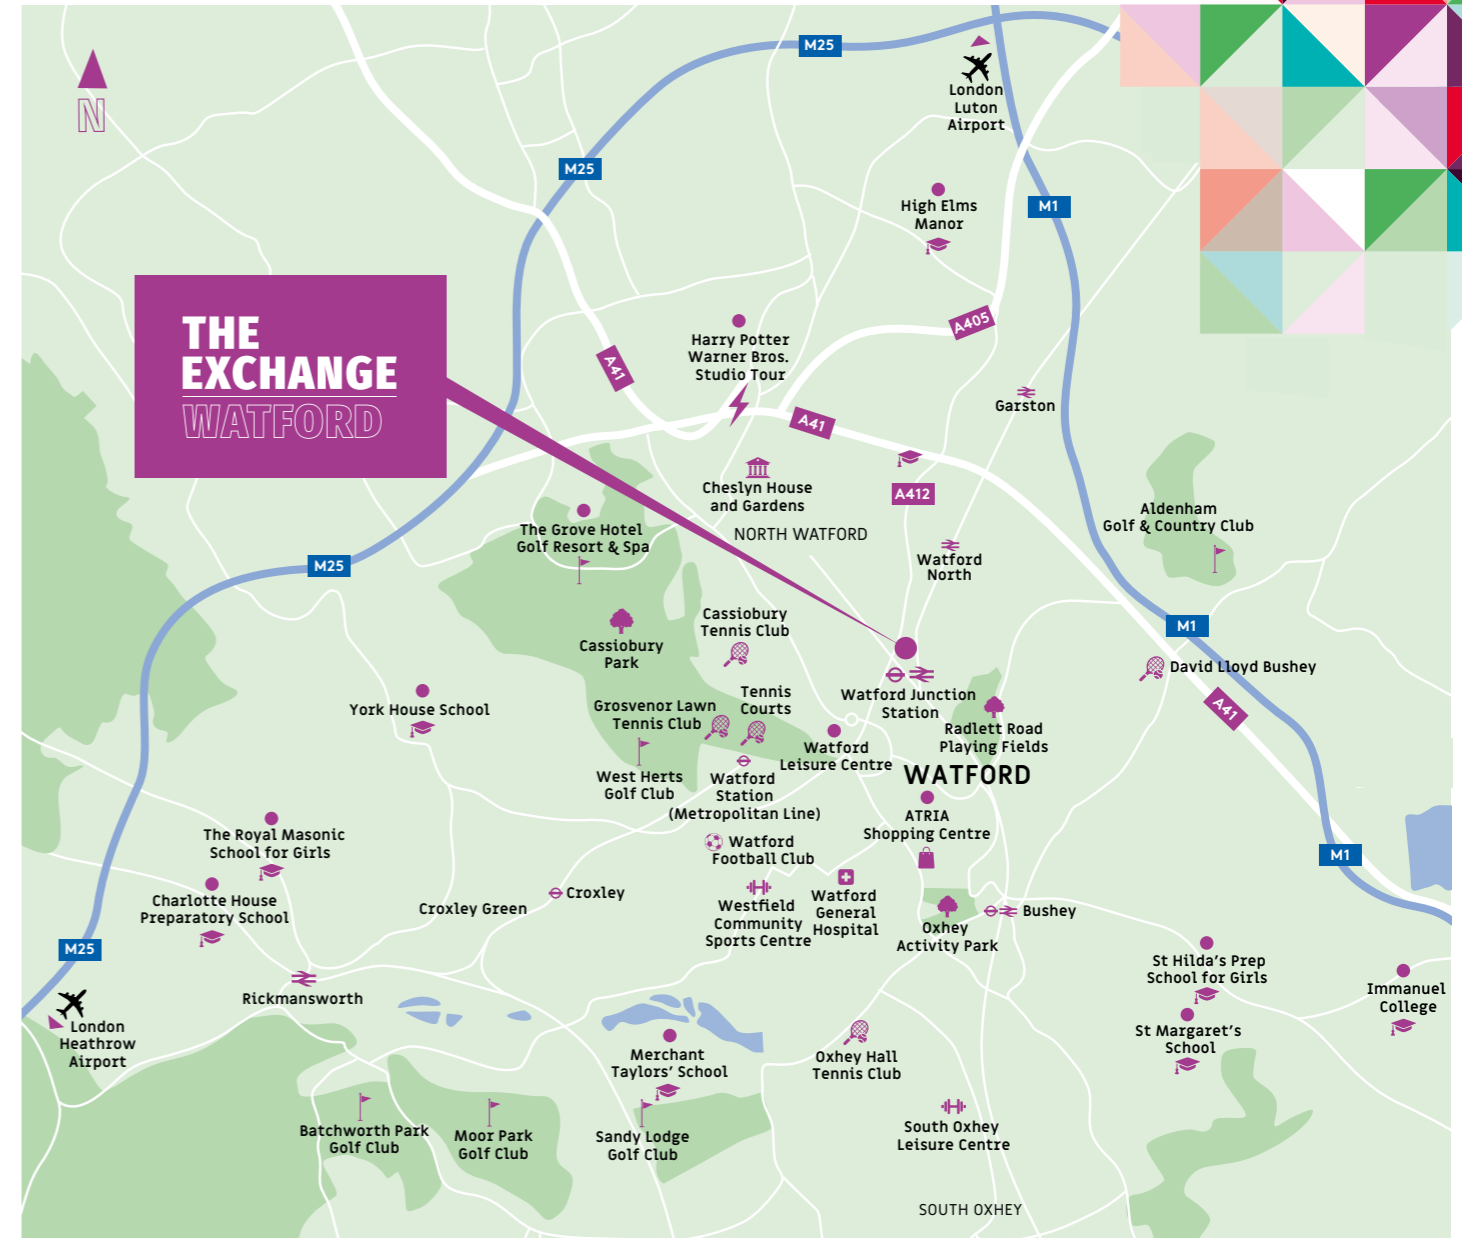 M25
London
Luton
Airport
N
M25
High Elms
Manor
M1
THE
EXCHANGE
WATFORD
A405
Harry Potter
Warner Bros.
Studio Tour
A41
Garston
A41
Cheslyn House
and Gardens
A412
NORTH WATFORD
The Grove Hotel
Golf Resort & Spa
Aldenham
Golf & Country Club
M25
Watford
North
Cassiobury
Tennis Club
Cassiobury
Park
M1
David Lloyd Bushey
York House School
Grosvenor Lawn
Tennis Club
Tennis
Courts
Watford Junction
Station
A41
Radlett Road
Playing Fields
Watford
Leisure Centre
WATFORD
West Herts
Golf Club
Watford
Station
(Metropolitan Line)
ATRIA
Shopping Centre
The Royal Masonic
School for Girls
Watford
Football Club
M1
Charlotte House
Preparatory School
Croxley Green
Croxley
Westfield
Community
Sports Centre
Watford
General
Hospital
Oxhey
Activity Park
Bushey
M25
Rickmansworth
St Hilda's Prep
School for Girls
Immanuel
College
London
Heathrow
Airport
St Margaret's
School
Merchant
Taylors' School
Oxhey Hall
Tennis Club
Batchworth Park
Golf Club
Moor Park
Golf Club
Sandy Lodge
Golf Club
South Oxhey
Leisure Centre
SOUTH OXHEY